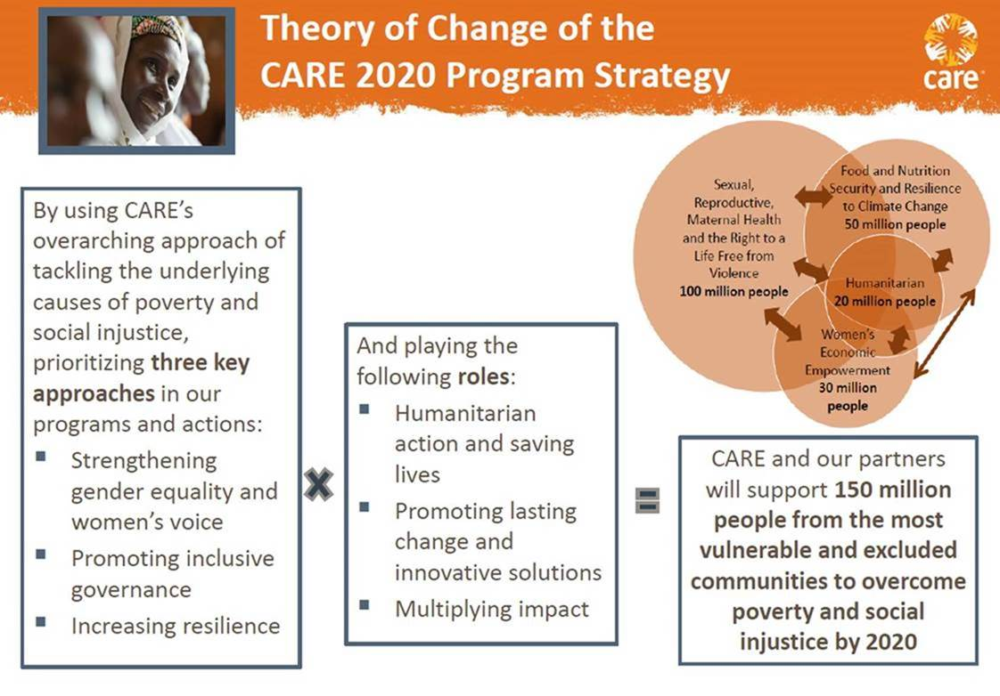 Theory of Change of the
CARE 2020 Program Strategy
care
By using CARE's
overarching approach of
tackling the underlying
causes of poverty and
social injustice,
prioritizing three key
approaches in our
programs and actions:
Strengthening
gender equality and
women's voice
Promoting inclusive
governance
Increasing resilience
And playing the
following roles:
Humanitarian
action and saving
lives
Promoting lasting
change and
innovative solutions
Multiplying impact
Sexual,
Reproductive,
Maternal Health
and the Right to a
Life Free from
Violence
100 million people
Food and Nutrition
Security and Resilience
to Climate Change
50 million people
Humanitarian
20 million people
Women's
Economic
Empowerment
30 million
people
CARE and our partners
will support 150 million
people from the most
vulnerable and excluded
communities to overcome
poverty and social
injustice by 2020